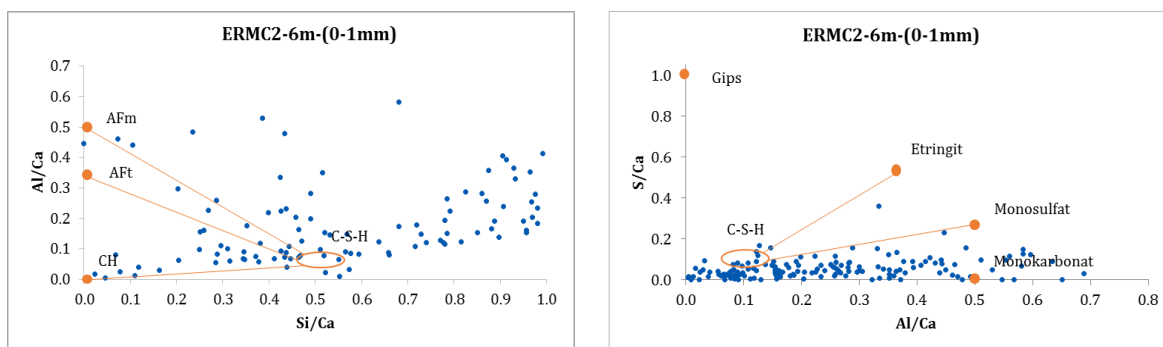 ERMC2-6m-(0-1mm)
0.7
0.6
0.5
0.4
0.3
0.2
0.1
0.0
Al/Ca
AFm
AFt
CH
C-S-H
0.0 0.1 0.2 0.3 0.4 0.5 0.6 0.7 0.8 0.9 1.0
Si/Ca
ERMC2-6m-(0-1mm)
1.0
0.8
0.6
0.4
0.2
0.0
S/Ca
Gips
Etringit
C-S-H
Monosulfat
Monokarbonat
0.0 0.1 0.2 0.3 0.4 0.5 0.6 0.7 0.8
Al/Ca